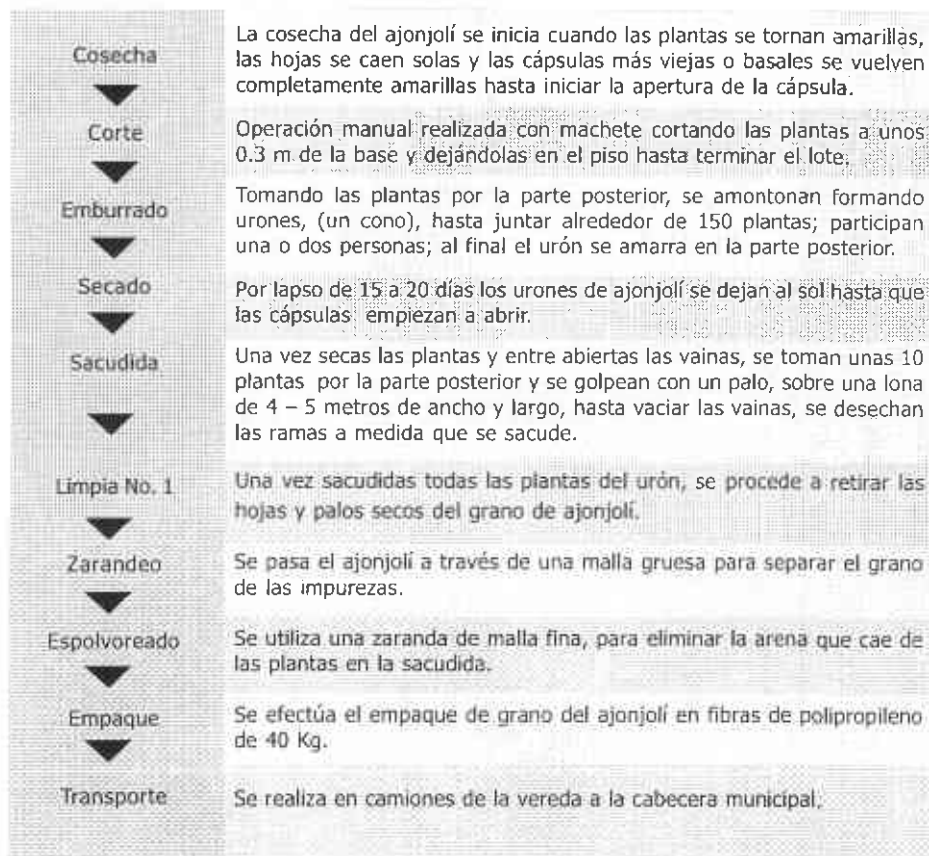 Cosecha
La cosecha del ajonjolí se inicia cuando las plantas se tornan amarillas,
las hojas se caen solas y las cápsulas más viejas o basales se vuelven
completamente amarillas hasta iniciar la apertura de la cápsula.
Corte
Operación manual realizada con machete cortando las plantas a unos
0.3 m de la base y dejándolas en el piso hasta terminar el lote.
Emburrado
Tomando las plantas por la parte posterior, se amontonan formando
urones, (un cono), hasta juntar alrededor de 150 plantas; participan
una o dos personas; al final el urón se amarra en la parte posterior.
Secado
Por lapso de 15 a 20 días los urones de ajonjolí se dejan al sol hasta que
las cápsulas empiezan a abrir.
Sacudida
Una vez secas las plantas y entre abiertas las vainas, se toman unas 10
plantas por la parte posterior y se golpean con un palo, sobre una lona
de 4 – 5 metros de ancho y largo, hasta vaciar las vainas, se desechan
las ramas a medida que se sacude.
Limpia No. 1
Una vez sacudidas todas las plantas del urón, se procede a retirar las
hojas y palos secos del grano de ajonjolí.
Zarandeo
Se pasa el ajonjolí a través de una malla gruesa para separar el grano
de las impurezas.
Espolvoreado
Se utiliza una zaranda de malla fina, para eliminar la arena que cae de
las plantas en la sacudida.
Empaque
Se efectúa el empaque de grano del ajonjolí en fibras de polipropileno
de 40 Kg.
Transporte
Se realiza en camiones de la vereda a la cabecera municipal.